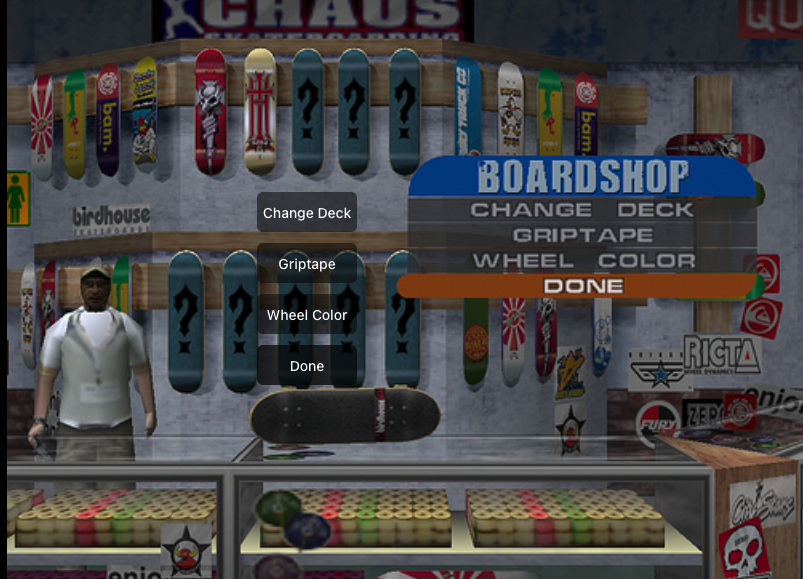 CHAOS
SKATEBOARDING
QU
bam.
bam.
birdhouse
SKATEBOARDS
Change Deck
Griptape
Wheel Color
Done
BOARDSHOP
CHANGE DECK
GRIPTAPE
WHEEL COLOR
DONE
?
?
?
?
?
?
?
?
RICTA
WHEEL DYNAMICS
FURY
ZERO
enjoi
enjoi